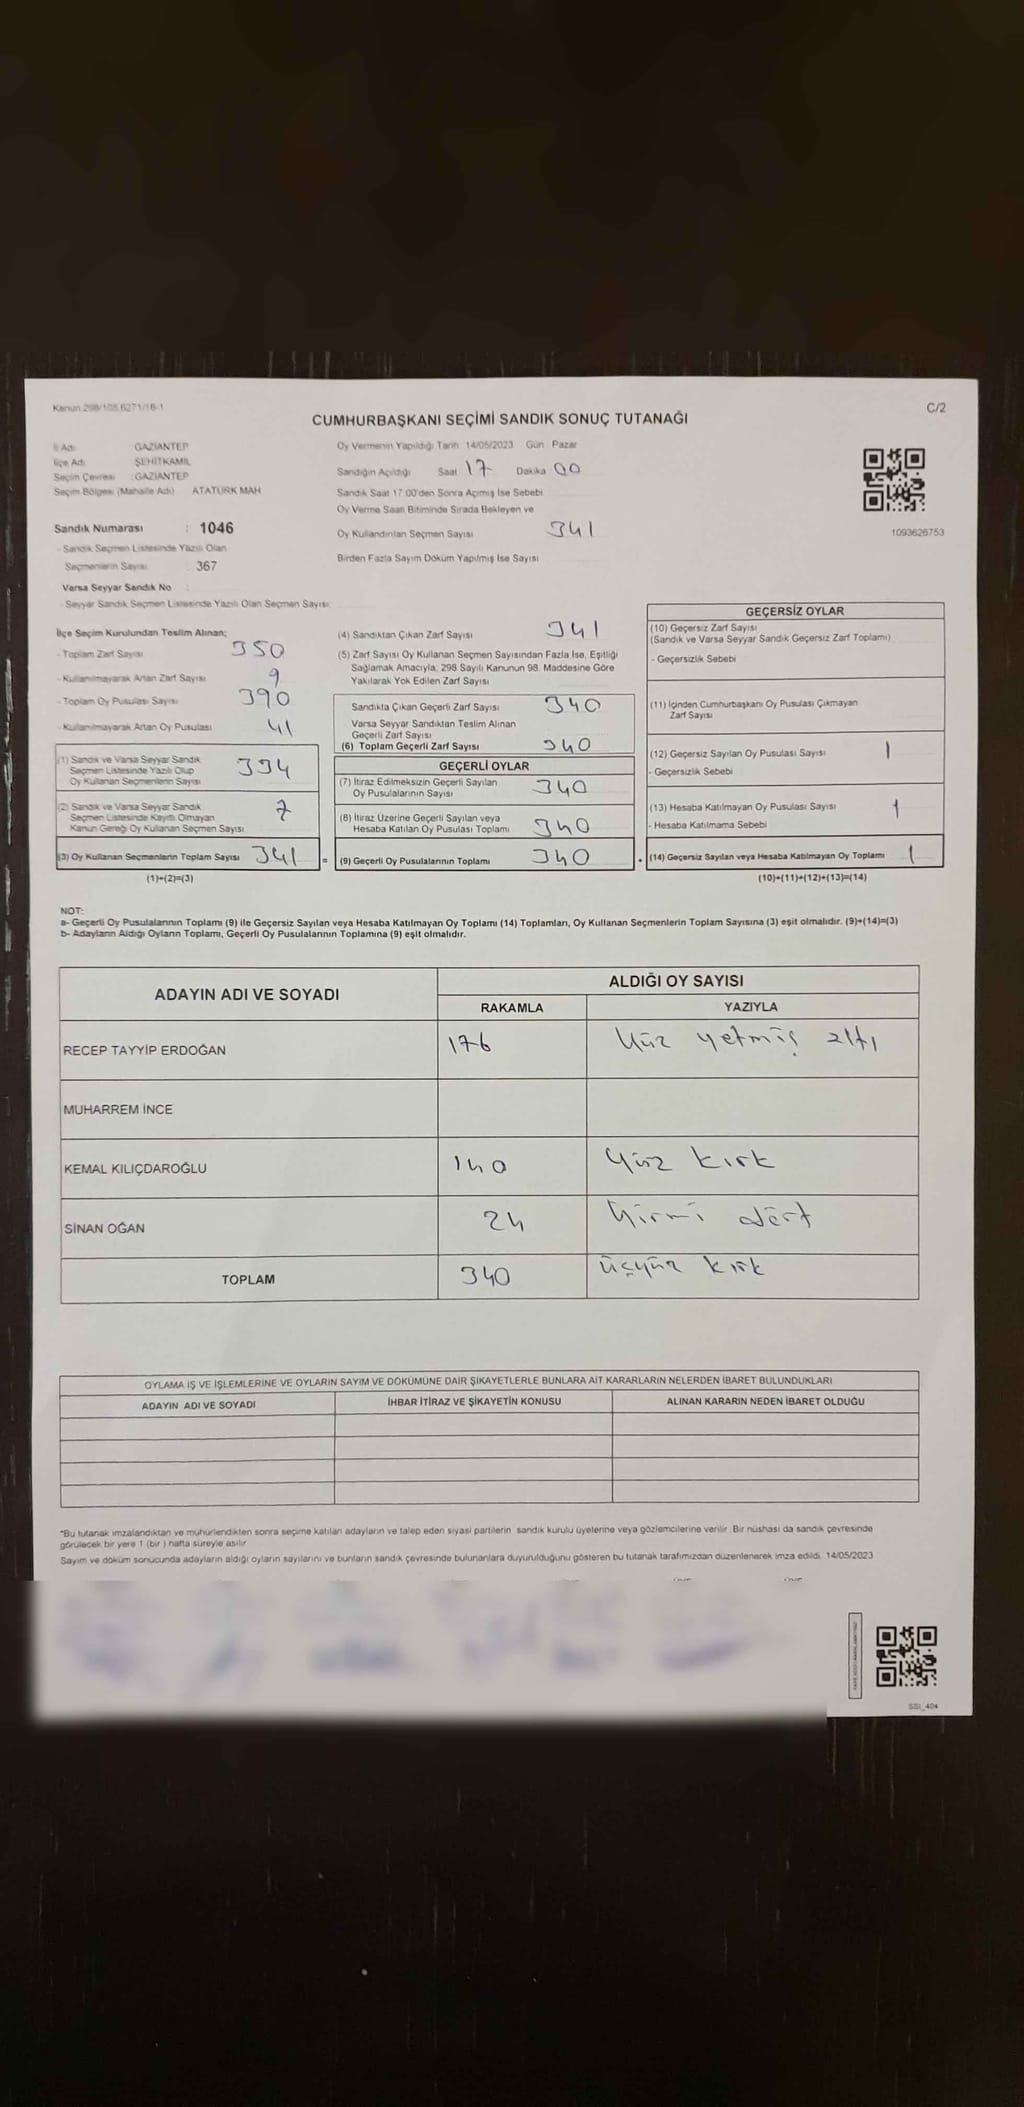 Kanun 298/105,6271/16-1
C/2
CUMHURBAŞKANI SEÇİMİ SANDIK SONUÇ TUTANAĞI
İl Adı GAZİANTEP
İlçe Adı ŞEHİTKAMİL
Seçim Çevresi :GAZİANTEP
Seçim Bölgesi (Mahalle Adı) ATATÜRK MAH.
Sandık Numarası : 1046
- Sandık Seçmen Listesinde Yazılı Olan
Seçmenlerin Sayısı 367
Varsa Seyyar Sandık No :
- Seyyar Sandık Seçmen Listesinde Yazılı Olan Seçmen Sayısı:
Oy Vermenin Yapıldığı Tarih 14/05/2023 Gün Pazar
Sandığın Açıldığı Saat 17 Dakika 00
Sandık Saat 17:00'den Sonra Açımış İse Sebebi
Oy Verme Saati Bitiminde Sırada Bekleyen ve
Oy Kullandırılan Seçmen Sayısı 341
Birden Fazla Sayım Döküm Yapılmış İse Sayısı
1093626753
İlçe Seçim Kurulundan Teslim Alınan;
- Toplam Zarf Sayısı 350
- Kullanılmayarak Artan Zarf Sayısı 9
- Toplam Oy Pusulası Sayısı 390
- Kullanılmayarak Artan Oy Pusulası 41
(1) Sandık ve Varsa Seyyar Sandık
Seçmen Listesinde Yazılı Olup
Oy Kullanan Seçmenlerin Sayısı 334
(2) Sandık ve Varsa Seyyar Sandık
Seçmen Listesinde Kayıtlı Olmayan
Kanun Gereği Oy Kullanan Seçmen Sayısı 7
(3) Oy Kullanan Seçmenlerin Toplam Sayısı 341 =
(1)+(2)=(3)
(4) Sandıktan Çıkan Zarf Sayısı 341
(5) Zarf Sayısı Oy Kullanan Seçmen Sayısından Fazla İse, Eşitliği
Sağlamak Amacıyla, 298 Sayılı Kanunun 98. Maddesine Göre
Yakılarak Yok Edilen Zarf Sayısı
Sandıkta Çıkan Geçerli Zarf Sayısı 340
Varsa Seyyar Sandıktan Teslim Alınan
Geçerli Zarf Sayısı
(6) Toplam Geçerli Zarf Sayısı 340
GEÇERLİ OYLAR
(7) İtiraz Edilmeksizin Geçerli Sayılan
Oy Pusulalarının Sayısı 340
(8) İtiraz Üzerine Geçerli Sayılan veya
Hesaba Katılan Oy Pusulası Toplamı 340
(9) Geçerli Oy Pusulalarının Toplamı 340 +
GEÇERSİZ OYLAR
(10) Geçersiz Zarf Sayısı
(Sandık ve Varsa Seyyar Sandık Geçersiz Zarf Toplamı)
- Geçersizlik Sebebi
(11) İçinden Cumhurbaşkanı Oy Pusulası Çıkmayan
Zarf Sayısı
(12) Geçersiz Sayılan Oy Pusulası Sayısı 1
- Geçersizlik Sebebi
(13) Hesaba Katılmayan Oy Pusulası Sayısı 1
- Hesaba Katılmama Sebebi
(14) Geçersiz Sayılan veya Hesaba Katılmayan Oy Toplamı 1
(10)+(11)+(12)+(13)=(14)
NOT:
a- Geçerli Oy Pusulalarının Toplamı (9) ile Geçersiz Sayılan veya Hesaba Katılmayan Oy Toplamı (14) Toplamları, Oy Kullanan Seçmenlerin Toplam Sayısına (3) eşit olmalıdır. (9)+(14)=(3)
b- Adayların Aldığı Oyların Toplamı, Geçerli Oy Pusulalarının Toplamına (9) eşit olmalıdır.
ADAYIN ADI VE SOYADI
ALDIĞI OY SAYISI
RAKAMLA YAZIYLA
RECEP TAYYİP ERDOĞAN 176 Yüz yetmiş altı
MUHARREM İNCE
KEMAL KILIÇDAROĞLU 140 Yüz kırk
SİNAN OĞAN 24 Yirmi dört
TOPLAM 340 üçyüz kırk
OYLAMA İŞ VE İŞLEMLERİNE VE OYLARIN SAYIM VE DÖKÜMÜNE DAİR ŞİKAYETLERLE BUNLARA AİT KARARLARIN NELERDEN İBARET BULUNDUKLARI
ADAYIN ADI VE SOYADI İHBAR İTİRAZ VE ŞİKAYETİN KONUSU ALINAN KARARIN NEDEN İBARET OLDUĞU
*Bu tutanak imzalandıktan ve mühürlendikten sonra seçime katılan adayların ve talep eden siyasi partilerin sandık kurulu üyelerine veya gözlemcilerine verilir. Bir nüshası da sandık çevresinde
görülecek bir yere 1 (bir ) hafta süreyle asılır.
Sayım ve döküm sonucunda adayların aldığı oyların sayılarını ve bunların sandık çevresinde bulunanlara duyurulduğunu gösteren bu tutanak tarafımızdan düzenlenerek imza edildi. 14/05/2023
SSI_404